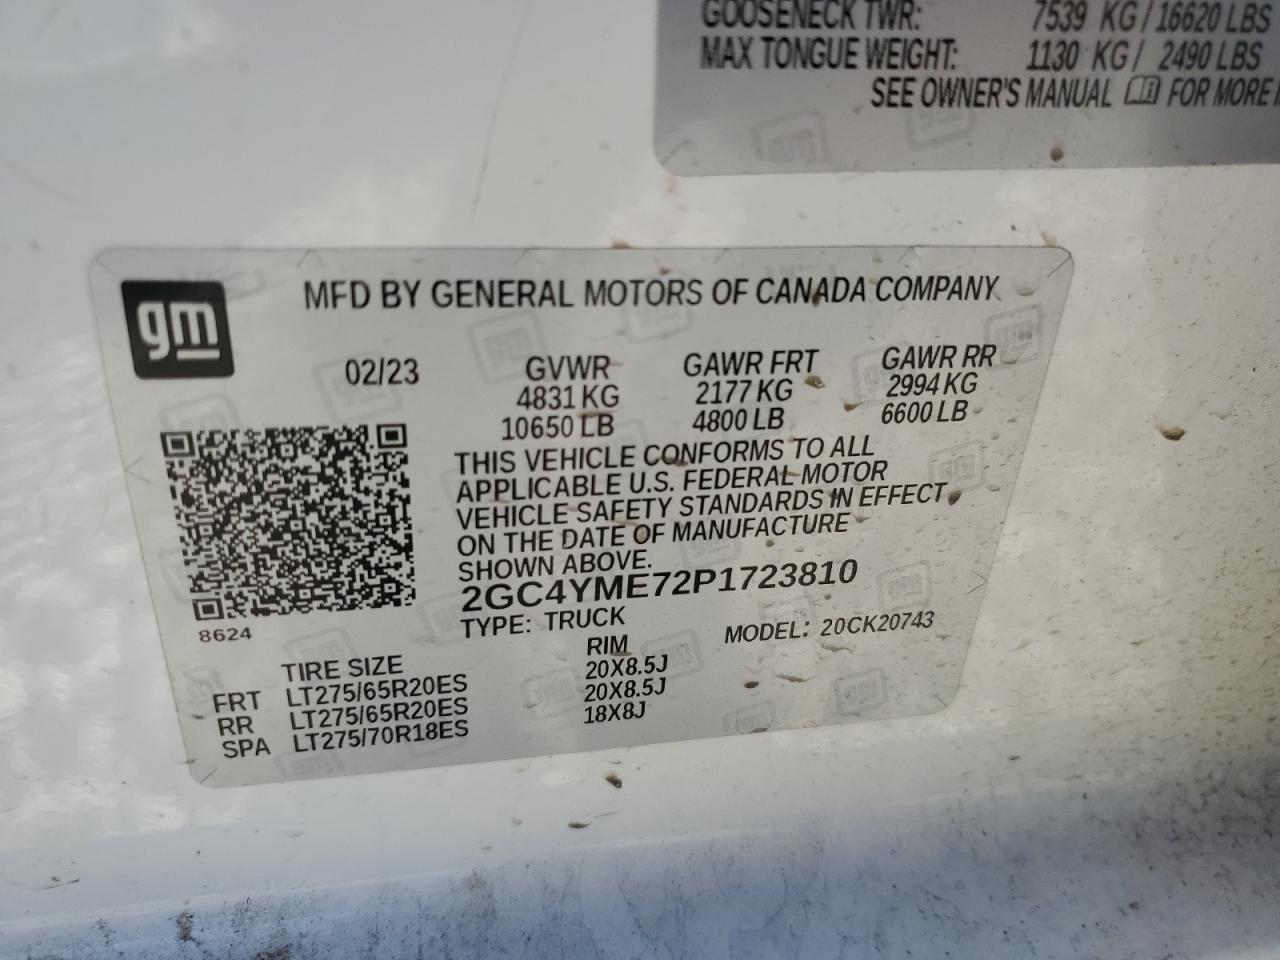 GOOSENECK TWR: 7539 KG/16620 LBS
MAX TONGUE WEIGHT: 1130 KG/ 2490 LBS
SEE OWNER'S MANUAL FOR MORE
gm
MFD BY GENERAL MOTORS OF CANADA COMPANY
02/23 GVWR GAWR FRT GAWR RR
4831 KG 2177 KG 2994 KG
10650 LB 4800 LB 6600 LB
THIS VEHICLE CONFORMS TO ALL
APPLICABLE U.S. FEDERAL MOTOR
VEHICLE SAFETY STANDARDS IN EFFECT
ON THE DATE OF MANUFACTURE
SHOWN ABOVE.
2GC4YME72P1723810
8624
TYPE: TRUCK MODEL: 20CK20743
TIRE SIZE RIM
FRT LT275/65R20ES 20X8.5J
RR LT275/65R20ES 20X8.5J
SPA LT275/70R18ES 18X8J